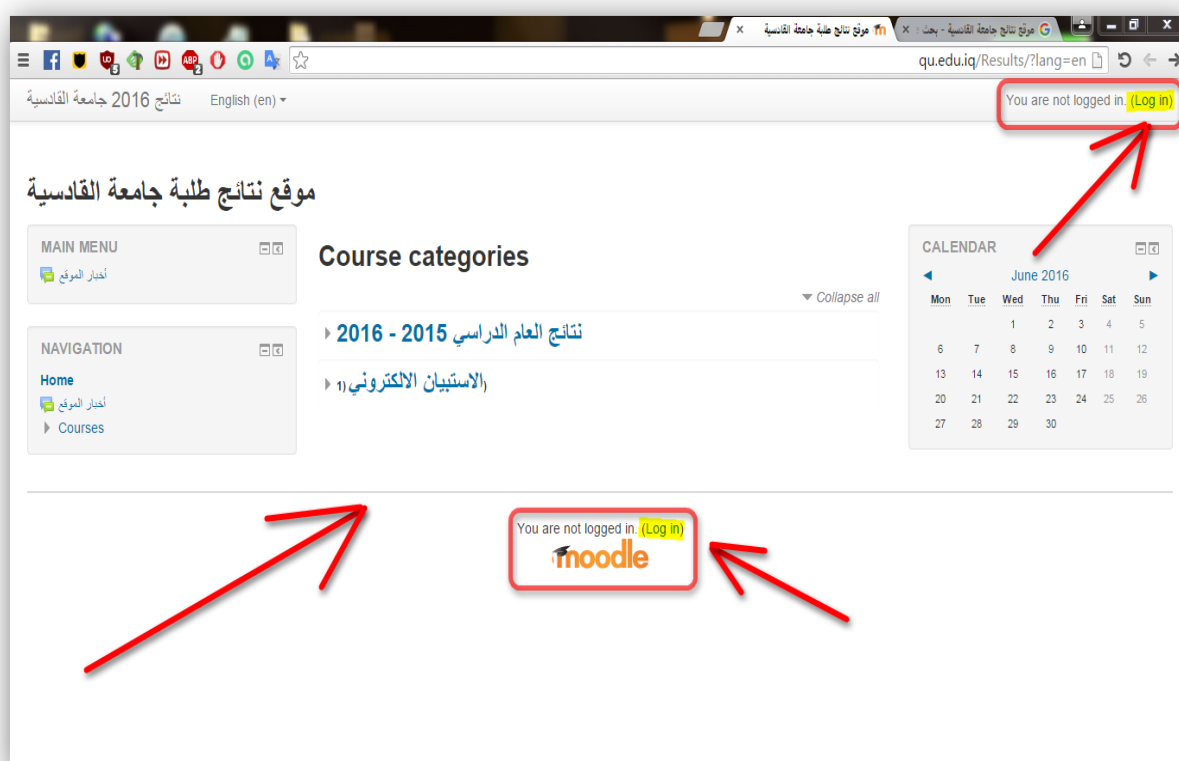 موقع نتائج طلبة جامعة القادسية
موقع نتائج جامعة القادسية - بحث
qu.edu.iq/Results/?lang=en
نتائج 2016 جامعة القادسية
English (en)
You are not logged in. (Log in)
موقع نتائج طلبة جامعة القادسية
MAIN MENU
أخبار الموقع
NAVIGATION
Home
أخبار الموقع
Courses
Course categories
Collapse all
نتائج العام الدراسي 2015 - 2016
الاستبيان الالكتروني (1)
CALENDAR
June 2016
Mon Tue Wed Thu Fri Sat Sun
1 2 3 4 5
6 7 8 9 10 11 12
13 14 15 16 17 18 19
20 21 22 23 24 25 26
27 28 29 30
You are not logged in. (Log in)
moodle